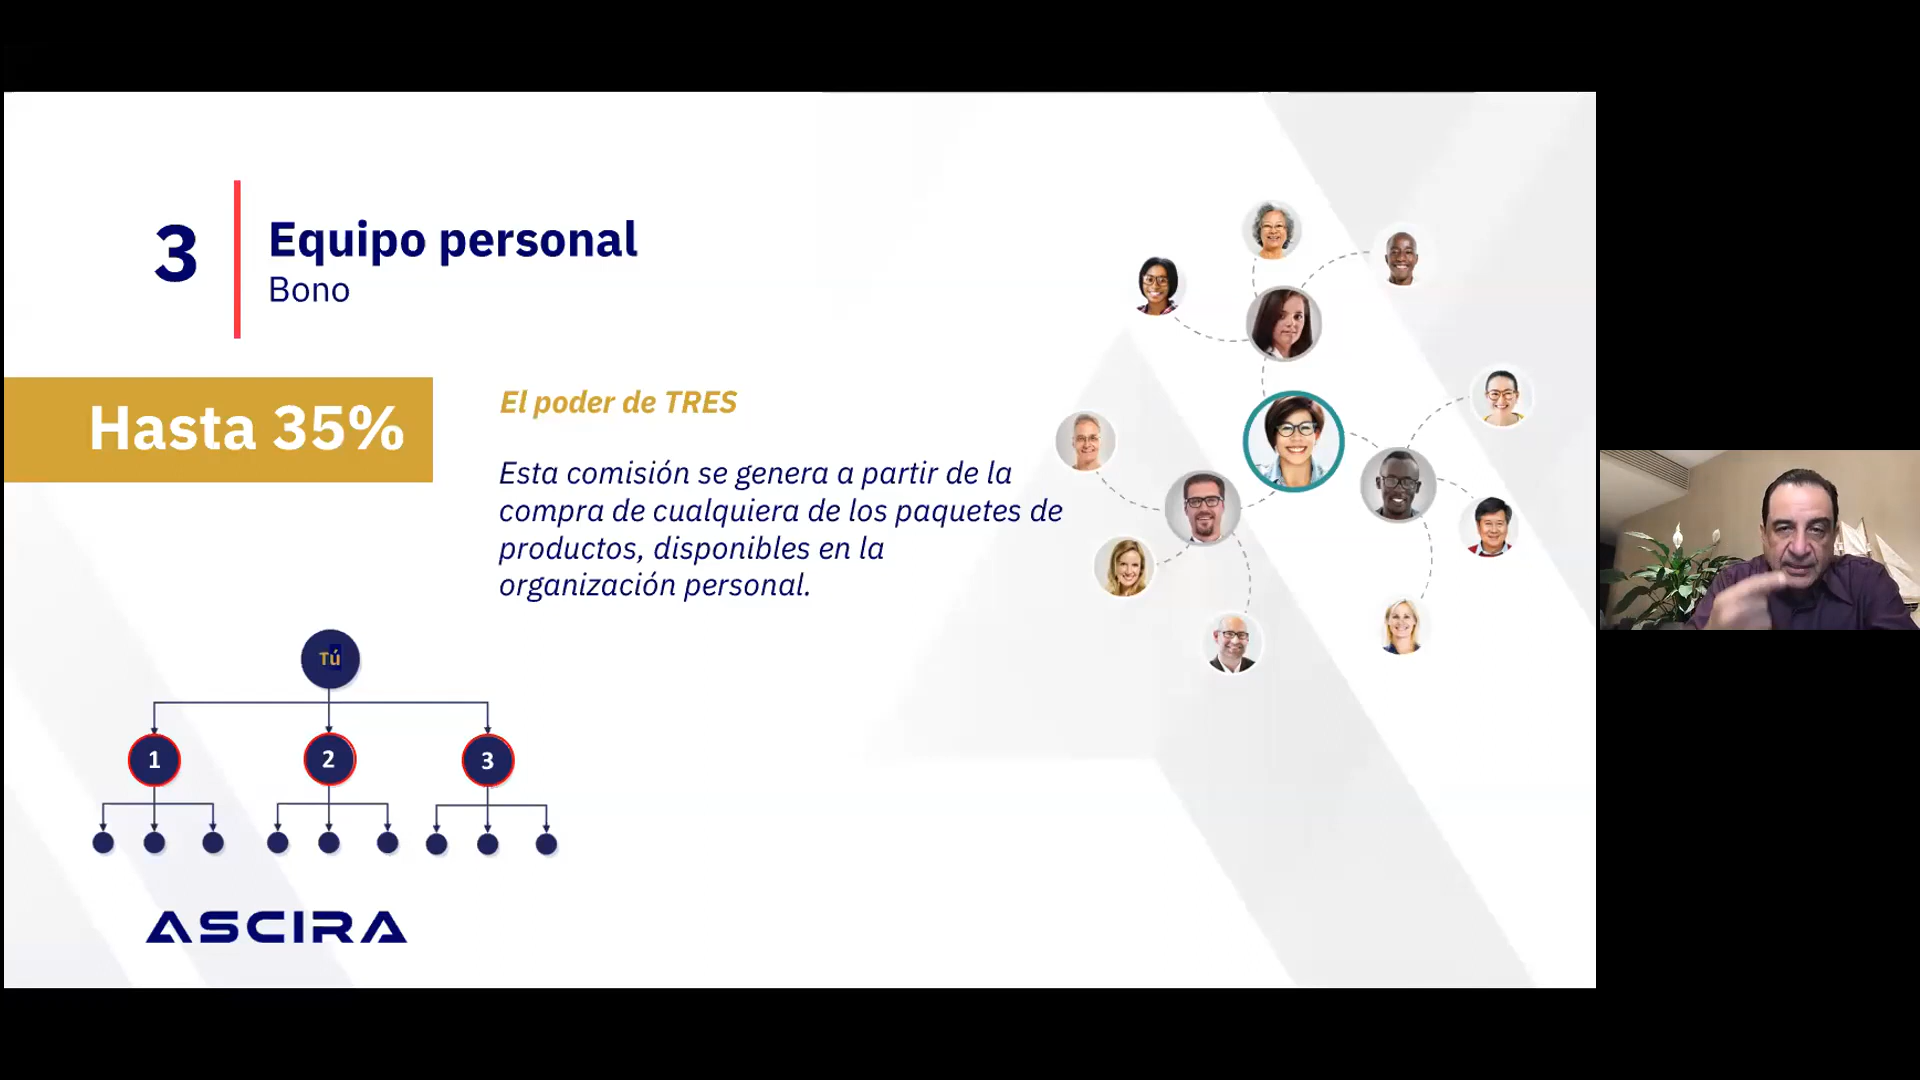 3
Equipo personal
Bono
Hasta 35%
El poder de TRES
Esta comisión se genera a partir de la
compra de cualquiera de los paquetes de
productos, disponibles en la
organización personal.
Tú
1
2
3
ASCIRA